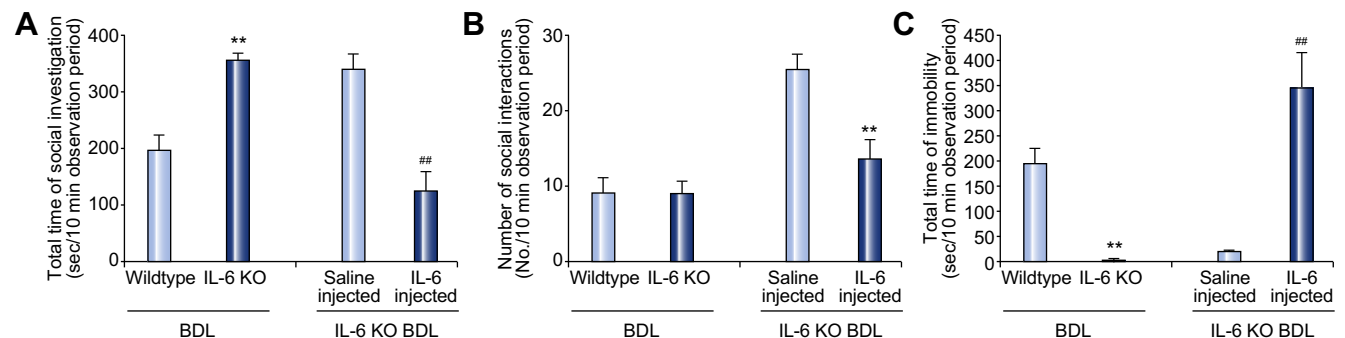 A
Total time of social investigation
(sec/10 min observation period)
400
300
200
100
0
**
##
Wildtype IL-6 KO
Saline injected
IL-6 injected
BDL
IL-6 KO BDL
B
Number of social interactions
(No./10 min observation period)
30
20
10
0
**
Wildtype IL-6 KO
Saline injected
IL-6 injected
BDL
IL-6 KO BDL
C
Total time of immobility
(sec/10 min observation period)
450
400
350
300
250
200
150
100
50
0
**
##
Wildtype IL-6 KO
Saline injected
IL-6 injected
BDL
IL-6 KO BDL